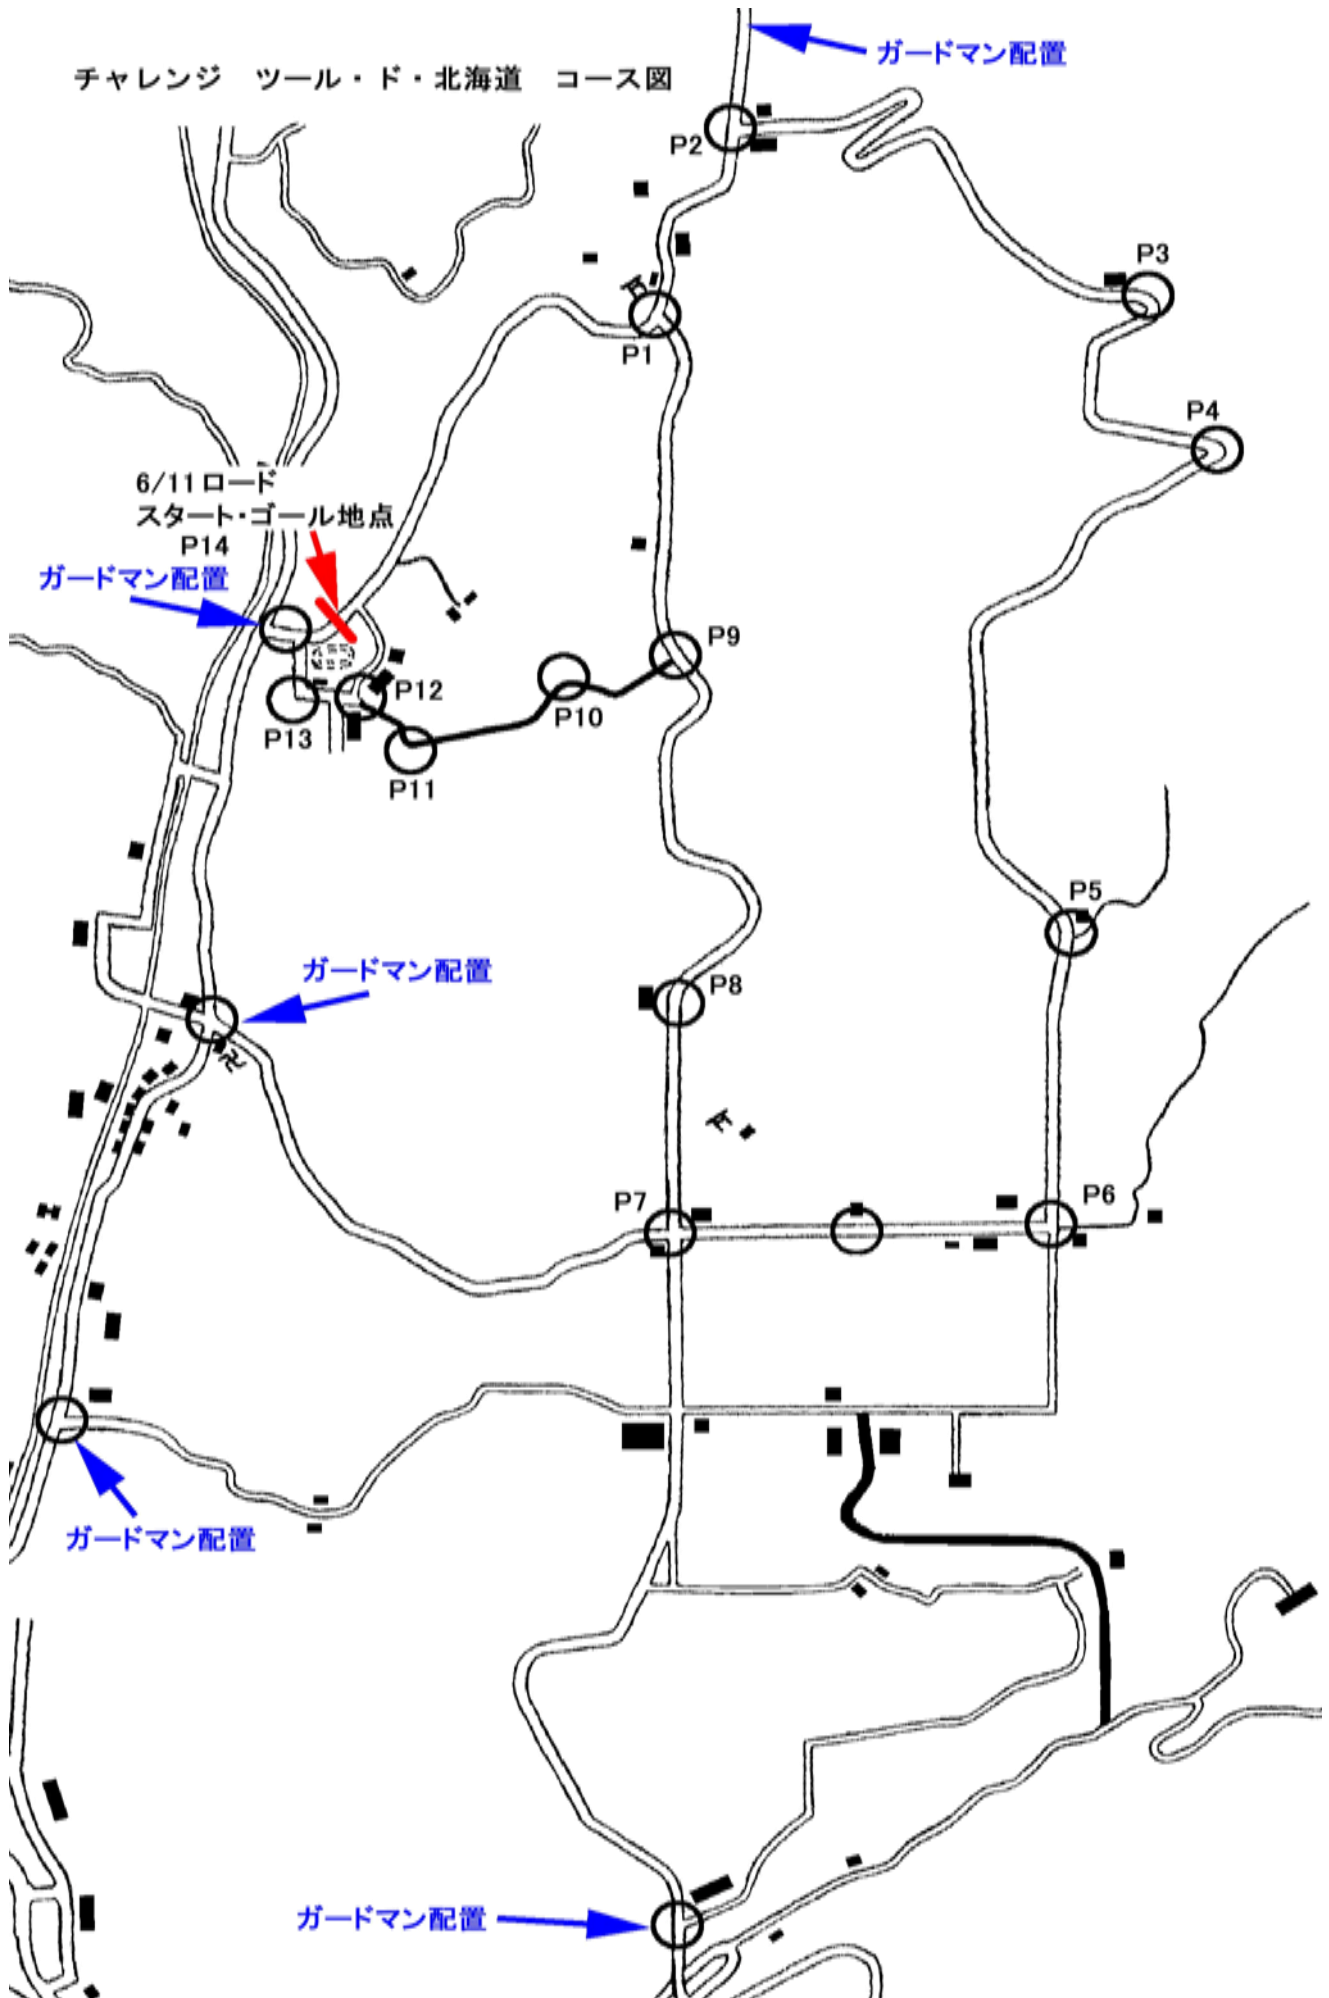 ガードマン配置
チャレンジ　ツール・ド・北海道　コース図
P2
P3
P1
P4
6/11ロード
スタート・ゴール地点
P14
ガードマン配置
P9
P12
P10
P13
P11
P5
ガードマン配置
P8
P7
P6
ガードマン配置
ガードマン配置